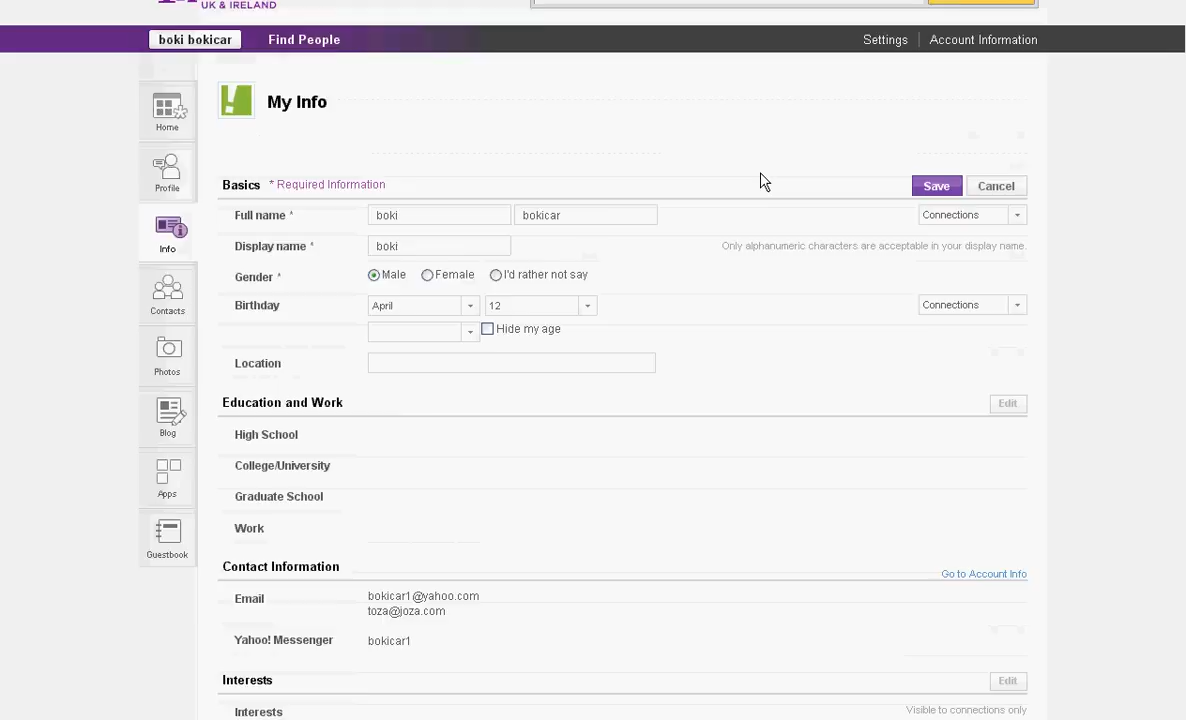 UK & IRELAND
boki bokicar Find People Settings Account Information
My Info
Home
Profile
Info
Contacts
Photos
Blog
Apps
Guestbook
Basics * Required Information Save Cancel
Full name * boki bokicar Connections
Display name * boki Only alphanumeric characters are acceptable in your display name.
Gender * Male Female I'd rather not say
Birthday April 12 Connections
Hide my age
Location
Education and Work Edit
High School
College/University
Graduate School
Work
Contact Information Go to Account Info
Email bokicar1@yahoo.com
toza@joza.com
Yahoo! Messenger bokicar1
Interests Edit
Interests Visible to connections only